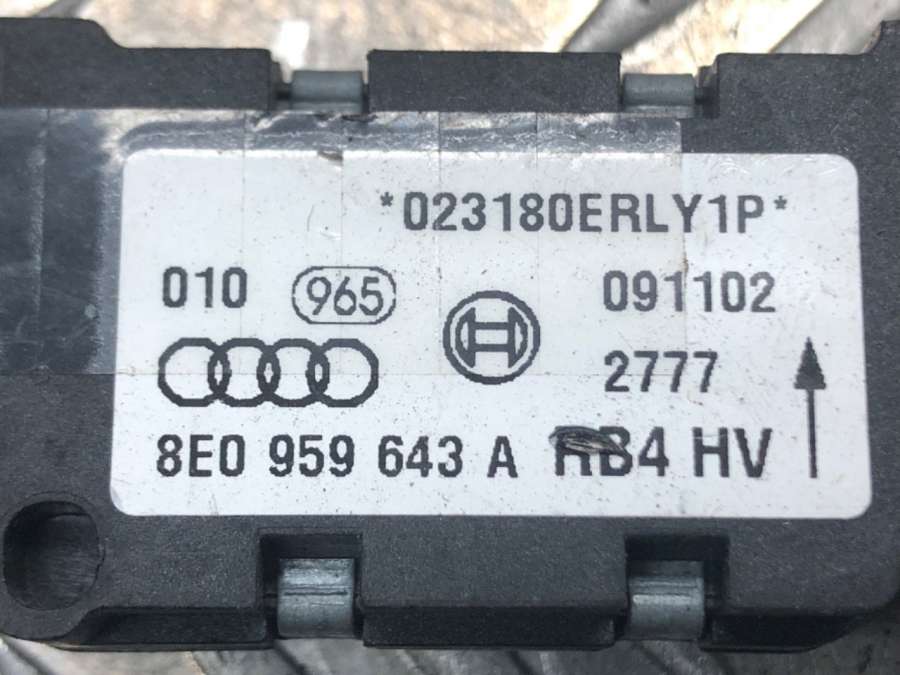 *023180ERLY1P*
010 965 091102
2777
8E0 959 643 A RB4 HV